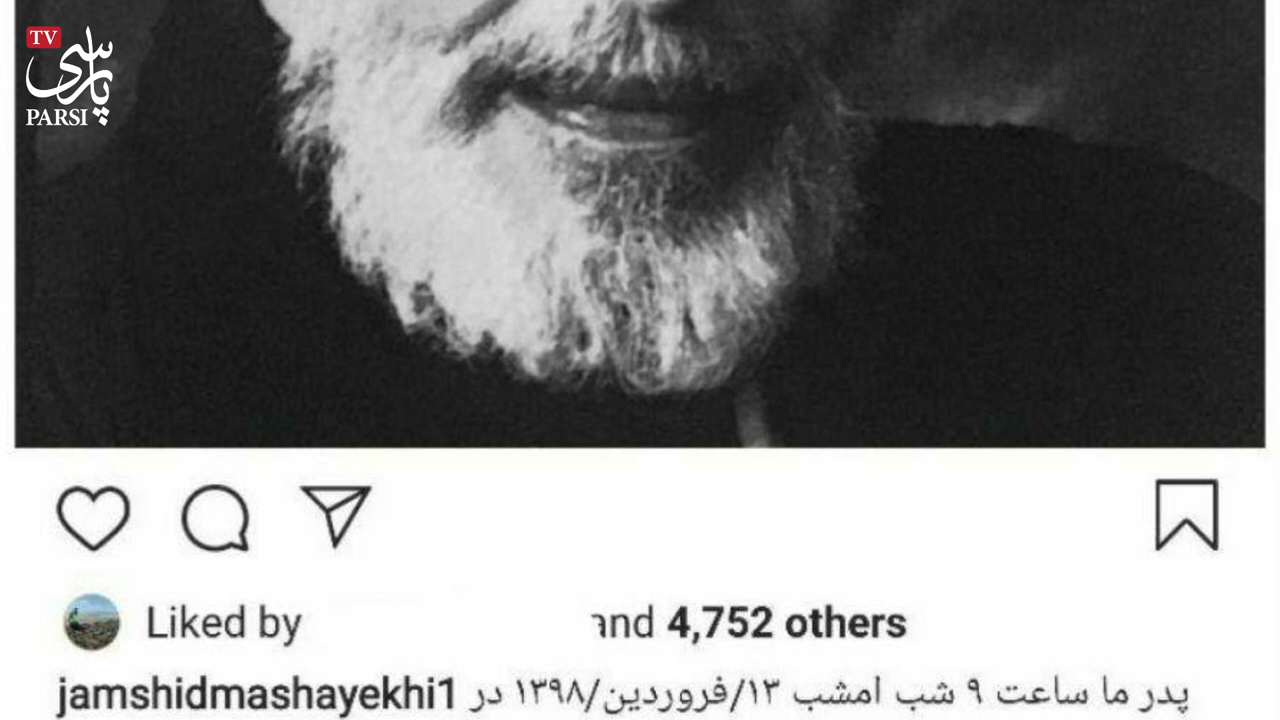 TV
پارسی
PARSI
Liked by and 4,752 others
jamshidmashayekhi1 پدر ما ساعت ۹ شب امشب ۱۳/فروردین/۱۳۹۸ در